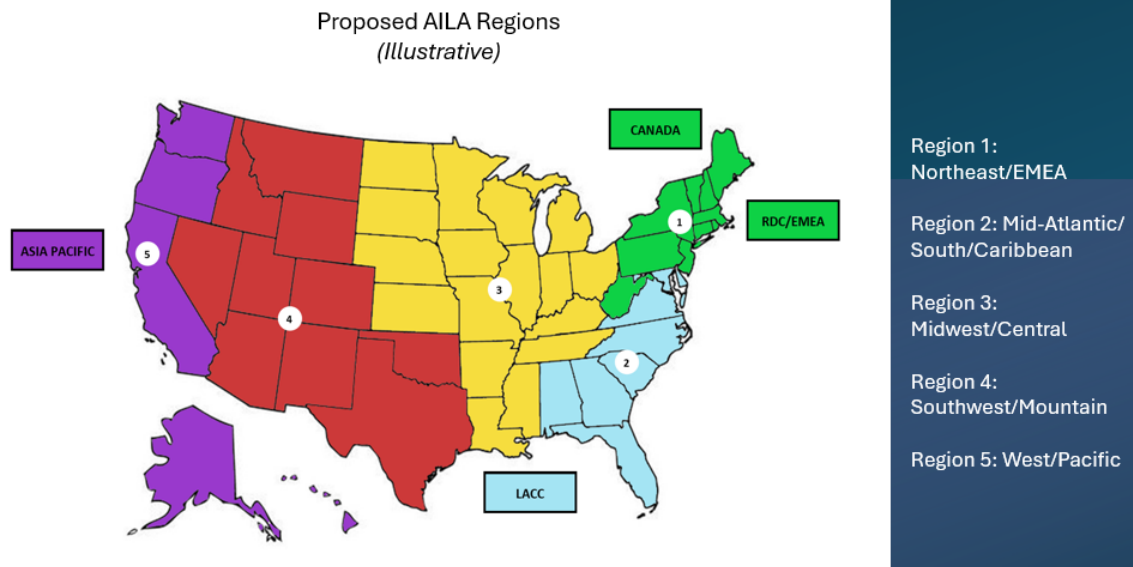 Proposed AILA Regions
(Illustrative)
CANADA
RDC/EMEA
ASIA PACIFIC
LACC
1
2
3
4
5
Region 1:
Northeast/EMEA
Region 2: Mid-Atlantic/
South/Caribbean
Region 3:
Midwest/Central
Region 4:
Southwest/Mountain
Region 5: West/Pacific